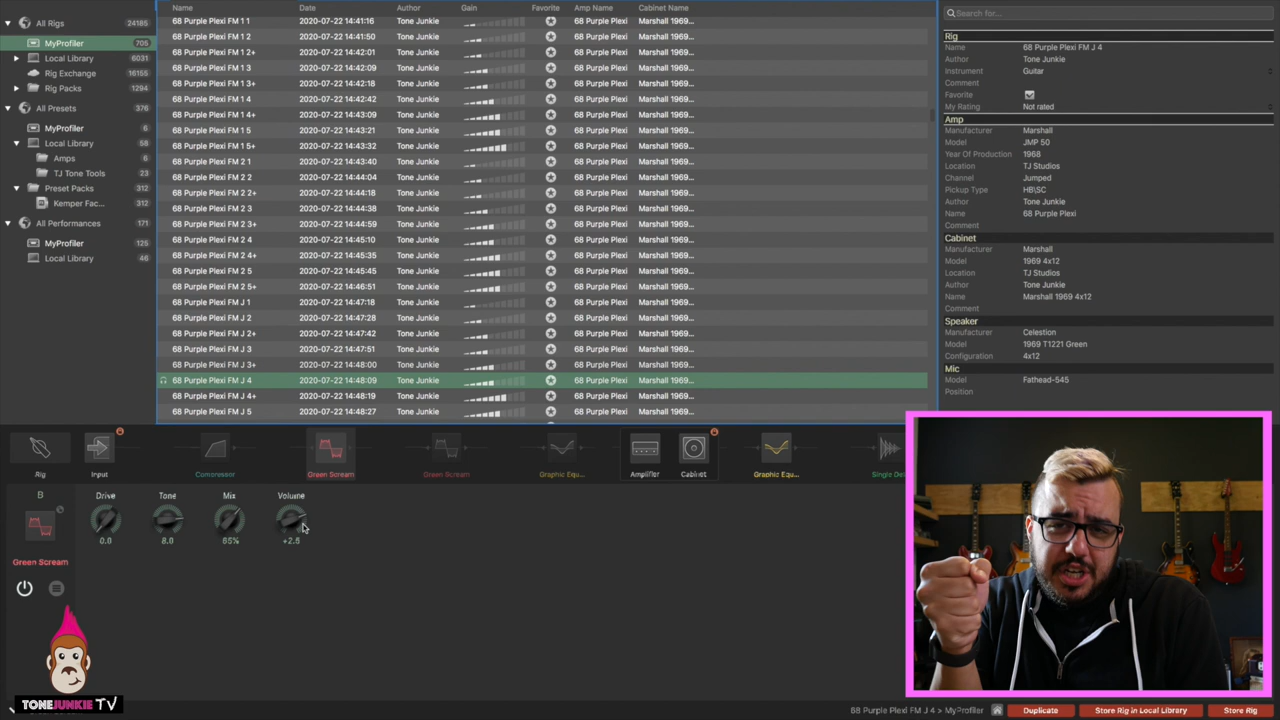 All Rigs 24185
MyProfiler 705
Local Library 6031
Rig Exchange 16155
Rig Packs 1294
All Presets 376
MyProfiler 6
Local Library 58
Amps 6
TJ Tone Tools 23
Preset Packs 312
Kemper Fac... 312
All Performances 171
MyProfiler 125
Local Library 46
Name Date Author Gain Favorite Amp Name Cabinet Name
68 Purple Plexi FM 1 1 2020-07-22 14:41:16 Tone Junkie 68 Purple Plexi Marshall 1969...
68 Purple Plexi FM 1 2 2020-07-22 14:41:50 Tone Junkie 68 Purple Plexi Marshall 1969...
68 Purple Plexi FM 1 2+ 2020-07-22 14:42:01 Tone Junkie 68 Purple Plexi Marshall 1969...
68 Purple Plexi FM 1 3 2020-07-22 14:42:09 Tone Junkie 68 Purple Plexi Marshall 1969...
68 Purple Plexi FM 1 3+ 2020-07-22 14:42:18 Tone Junkie 68 Purple Plexi Marshall 1969...
68 Purple Plexi FM 1 4 2020-07-22 14:42:42 Tone Junkie 68 Purple Plexi Marshall 1969...
68 Purple Plexi FM 1 4+ 2020-07-22 14:43:09 Tone Junkie 68 Purple Plexi Marshall 1969...
68 Purple Plexi FM 1 5 2020-07-22 14:43:21 Tone Junkie 68 Purple Plexi Marshall 1969...
68 Purple Plexi FM 1 5+ 2020-07-22 14:43:32 Tone Junkie 68 Purple Plexi Marshall 1969...
68 Purple Plexi FM 2 1 2020-07-22 14:43:40 Tone Junkie 68 Purple Plexi Marshall 1969...
68 Purple Plexi FM 2 2 2020-07-22 14:44:04 Tone Junkie 68 Purple Plexi Marshall 1969...
68 Purple Plexi FM 2 2+ 2020-07-22 14:44:18 Tone Junkie 68 Purple Plexi Marshall 1969...
68 Purple Plexi FM 2 3 2020-07-22 14:44:38 Tone Junkie 68 Purple Plexi Marshall 1969...
68 Purple Plexi FM 2 3+ 2020-07-22 14:44:59 Tone Junkie 68 Purple Plexi Marshall 1969...
68 Purple Plexi FM 2 4 2020-07-22 14:45:10 Tone Junkie 68 Purple Plexi Marshall 1969...
68 Purple Plexi FM 2 4+ 2020-07-22 14:45:35 Tone Junkie 68 Purple Plexi Marshall 1969...
68 Purple Plexi FM 2 5 2020-07-22 14:45:45 Tone Junkie 68 Purple Plexi Marshall 1969...
68 Purple Plexi FM 2 5+ 2020-07-22 14:46:51 Tone Junkie 68 Purple Plexi Marshall 1969...
68 Purple Plexi FM J 1 2020-07-22 14:47:18 Tone Junkie 68 Purple Plexi Marshall 1969...
68 Purple Plexi FM J 2 2020-07-22 14:47:28 Tone Junkie 68 Purple Plexi Marshall 1969...
68 Purple Plexi FM J 2+ 2020-07-22 14:47:42 Tone Junkie 68 Purple Plexi Marshall 1969...
68 Purple Plexi FM J 3 2020-07-22 14:47:51 Tone Junkie 68 Purple Plexi Marshall 1969...
68 Purple Plexi FM J 3+ 2020-07-22 14:48:00 Tone Junkie 68 Purple Plexi Marshall 1969...
68 Purple Plexi FM J 4 2020-07-22 14:48:09 Tone Junkie 68 Purple Plexi Marshall 1969...
68 Purple Plexi FM J 4+ 2020-07-22 14:48:19 Tone Junkie 68 Purple Plexi Marshall 1969...
68 Purple Plexi FM J 5 2020-07-22 14:48:27 Tone Junkie 68 Purple Plexi Marshall 1969...
Search for...
Rig
Name 68 Purple Plexi FM J 4
Author Tone Junkie
Instrument Guitar
Comment
Favorite
My Rating Not rated
Amp
Manufacturer Marshall
Model JMP 50
Year Of Production 1968
Location TJ Studios
Channel Jumped
Pickup Type HB\SC
Author Tone Junkie
Name 68 Purple Plexi
Comment
Cabinet
Manufacturer Marshall
Model 1969 4x12
Location TJ Studios
Author Tone Junkie
Name Marshall 1969 4x12
Comment
Speaker
Manufacturer Celestion
Model 1969 T1221 Green
Configuration 4x12
Mic
Model Fathead-545
Position
Rig Input Compressor Green Scream Green Scream Graphic Equ... Amplifier Cabinet Graphic Equ... Single De
B Drive Tone Mix Volume
0.0 8.0 65% +2.5
Green Scream
TONEJUNKIE TV
68 Purple Plexi FM J 4 > MyProfiler Duplicate Store Rig in Local Library Store Rig